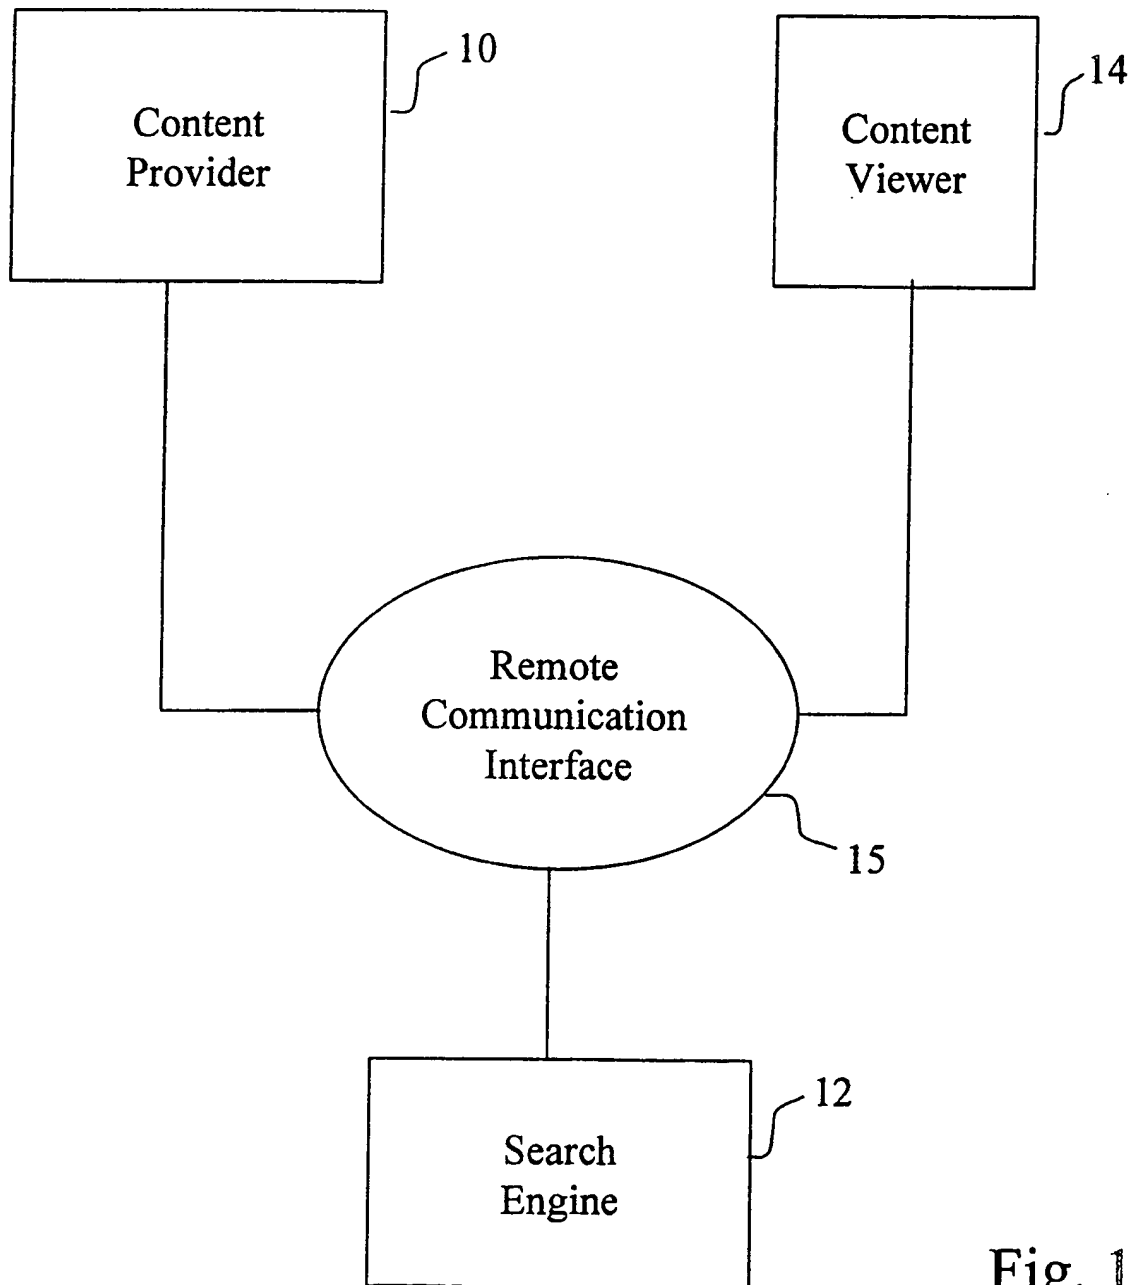 10
Content
Provider
14
Content
Viewer
Remote
Communication
Interface
15
12
Search
Engine
Fig. 1